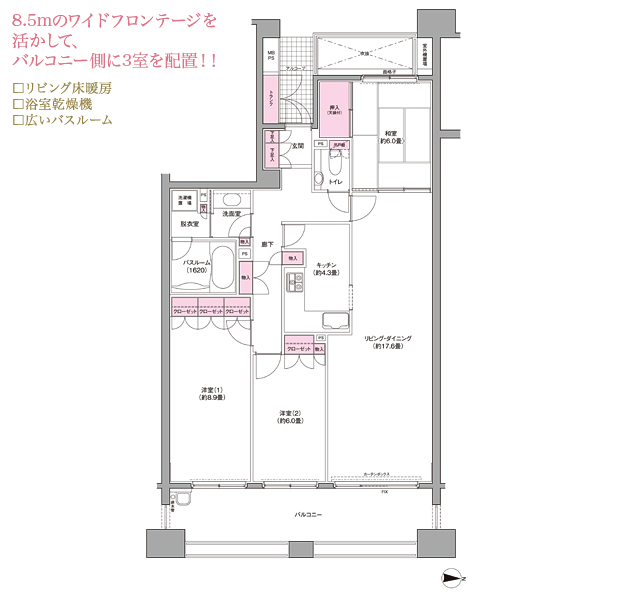 8.5mのワイドフロンテージを
活かして、
バルコニー側に3室を配置！！
□リビング床暖房
□浴室乾燥機
□広いバスルーム
MB
PS
トランク
アルコーブ
吹抜
室外機置場
面格子
押入
(天袋付)
和室
(約6.0畳)
下足入
下足入
玄関
PS
吊戸棚
トイレ
洗濯機
置場
PS
物入
洗面室
脱衣室
物入
PS
廊下
バスルーム
(1620)
物入
物入
キッチン
(約4.3畳)
クローゼット
クローゼット
クローゼット
PS
クローゼット
物入
リビング・ダイニング
(約17.6畳)
洋室(1)
(約8.9畳)
洋室(2)
(約6.0畳)
カーテンボックス
FIX
バルコニー
N